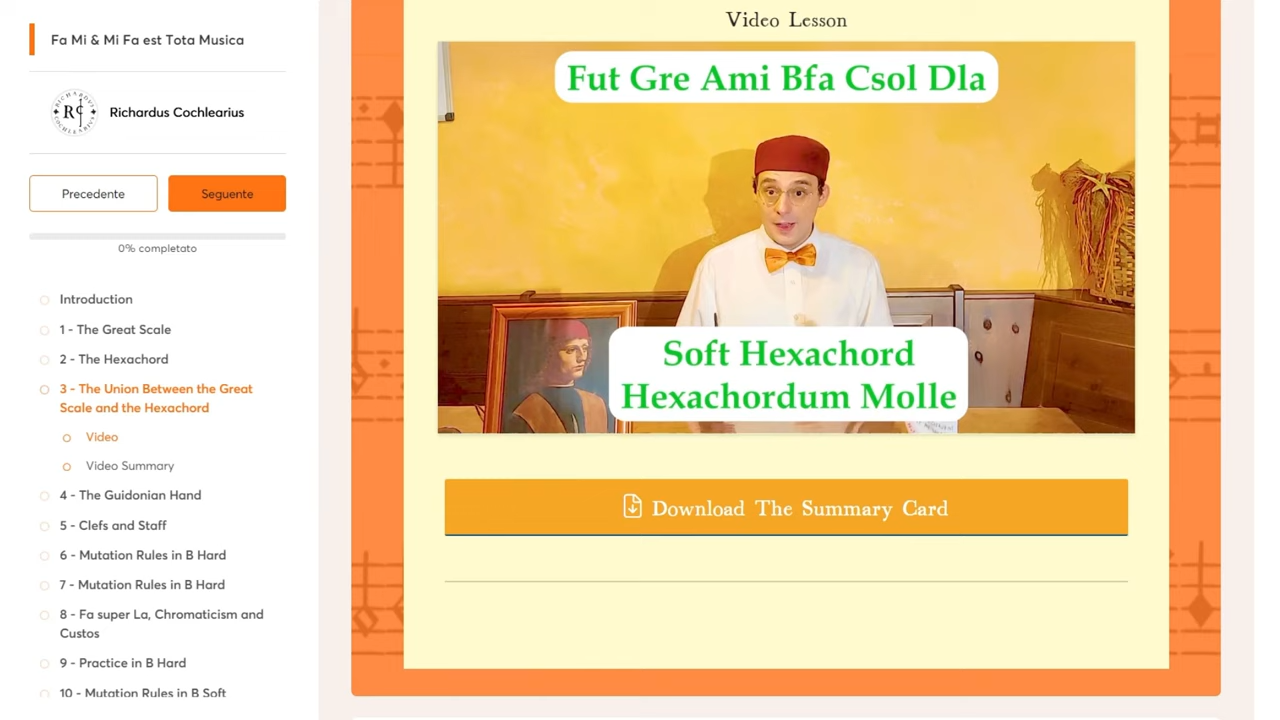 Fa Mi & Mi Fa est Tota Musica
Richardus Cochlearius
Precedente
Seguente
0% completato
Introduction
1 - The Great Scale
2 - The Hexachord
3 - The Union Between the Great
Scale and the Hexachord
Video
Video Summary
4 - The Guidonian Hand
5 - Clefs and Staff
6 - Mutation Rules in B Hard
7 - Mutation Rules in B Hard
8 - Fa super La, Chromaticism and
Custos
9 - Practice in B Hard
10 - Mutation Rules in B Soft
Video Lesson
Fut Gre Ami Bfa Csol Dla
Soft Hexachord
Hexachordum Molle
Download The Summary Card